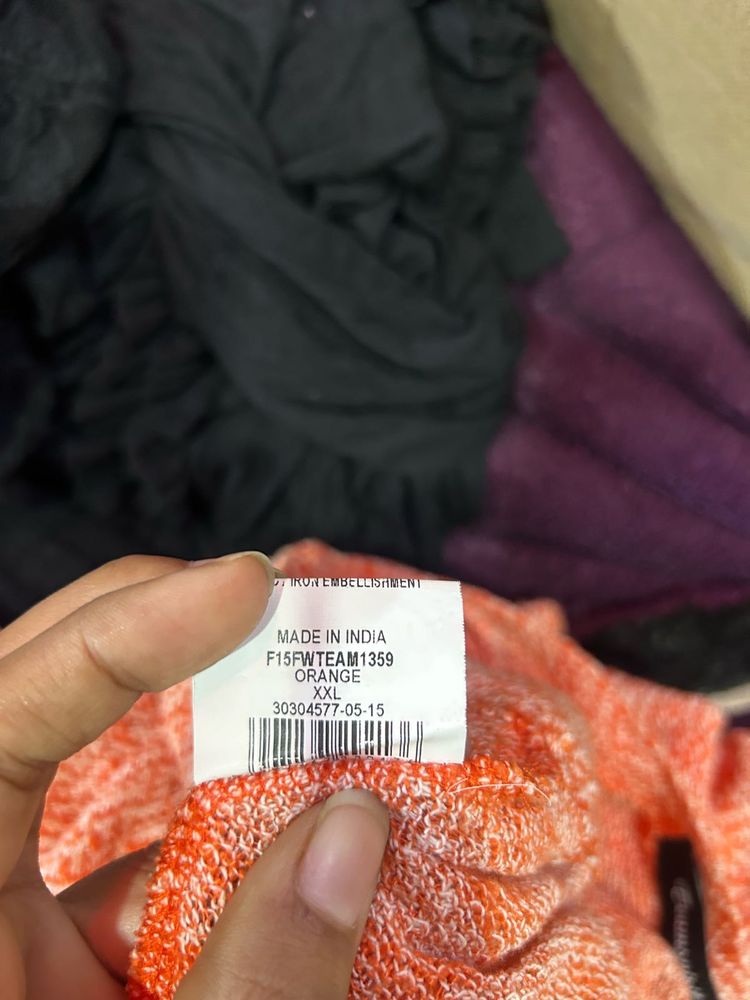 IRON EMBELLISHMENT
MADE IN INDIA
F15FWTEAM1359
ORANGE
XXL
30304577-05-15